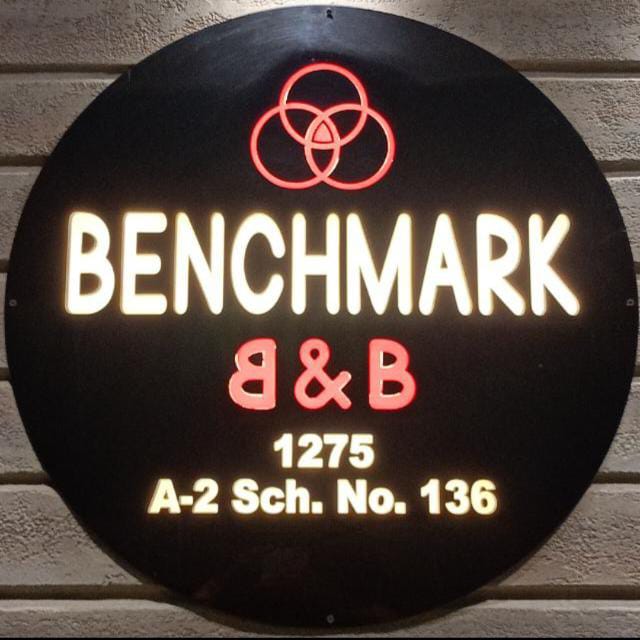 BENCHMARK
B&B
1275
A-2 Sch. No. 136